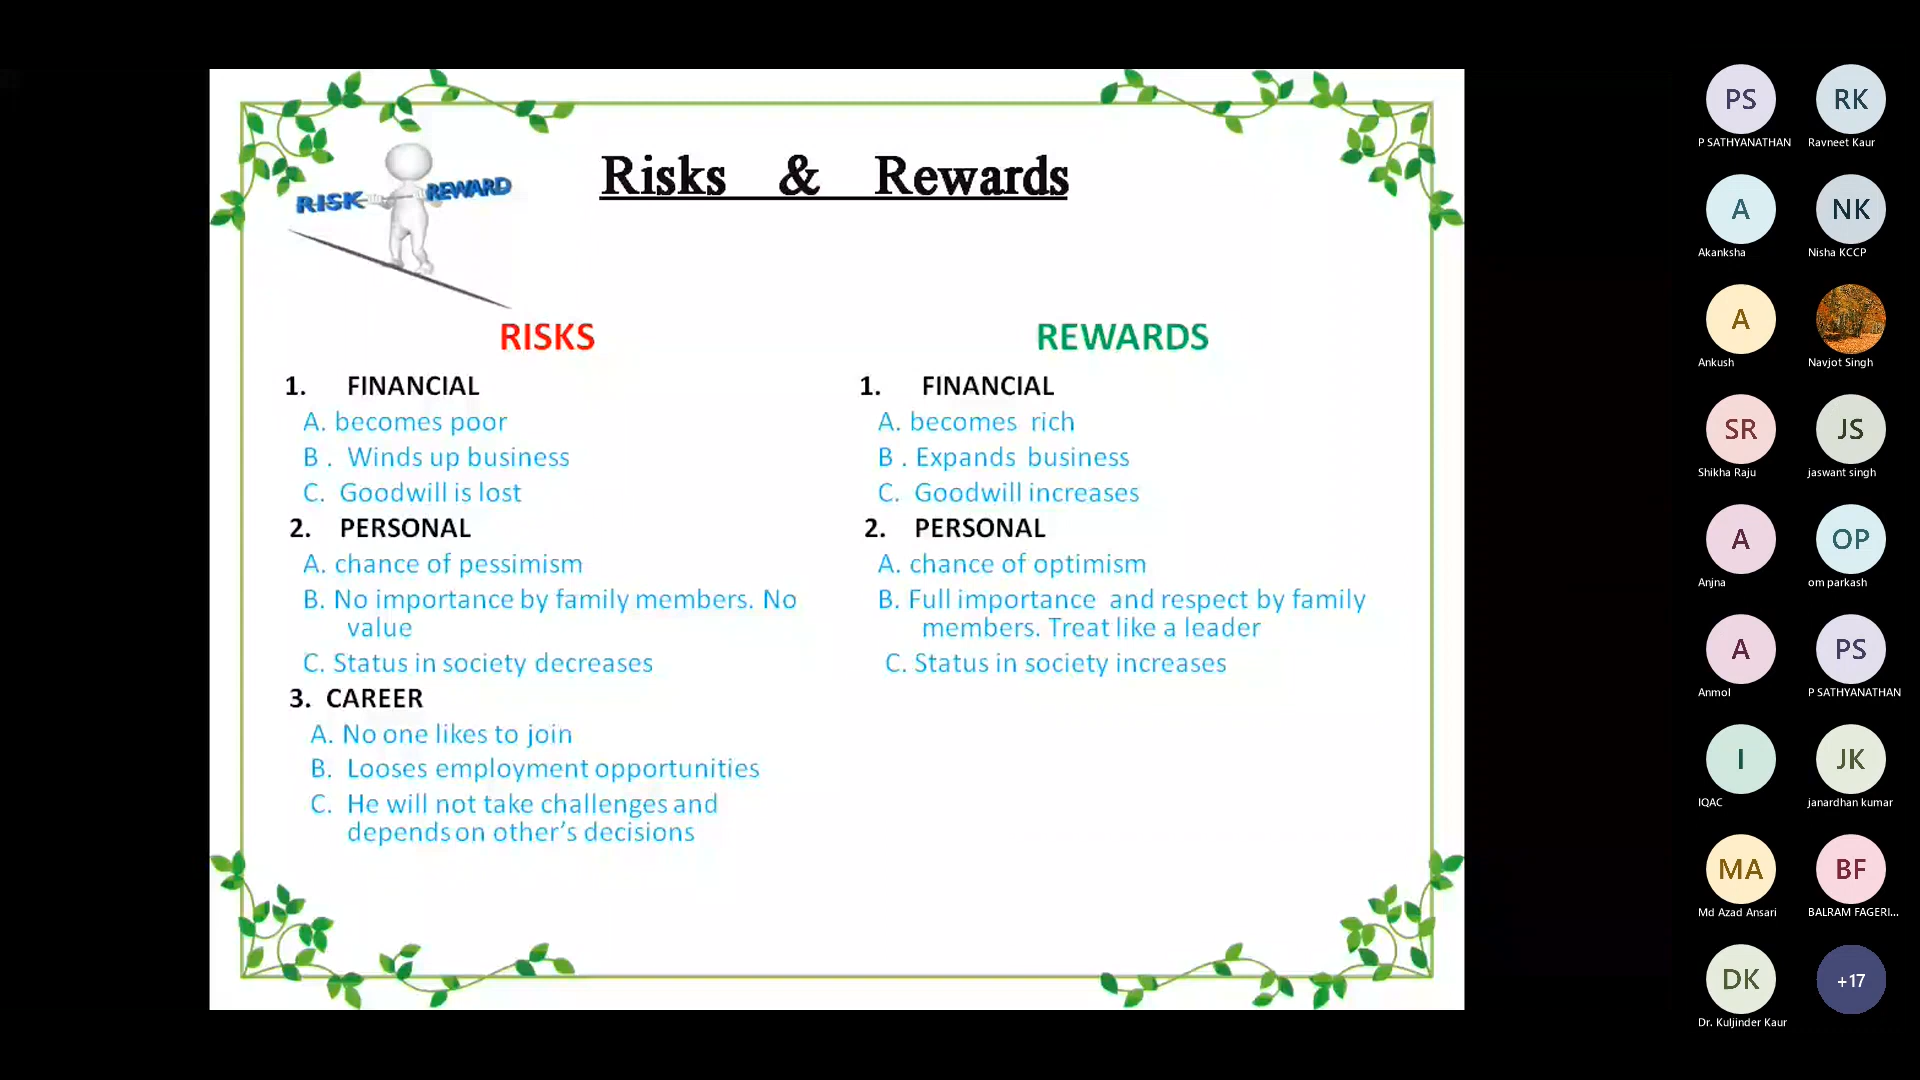 RISK REWARD
Risks & Rewards
RISKS
1. FINANCIAL
A. becomes poor
B . Winds up business
C. Goodwill is lost
2. PERSONAL
A. chance of pessimism
B. No importance by family members. No
value
C. Status in society decreases
3. CAREER
A. No one likes to join
B. Looses employment opportunities
C. He will not take challenges and
depends on other’s decisions
REWARDS
1. FINANCIAL
A. becomes rich
B . Expands business
C. Goodwill increases
2. PERSONAL
A. chance of optimism
B. Full importance and respect by family
members. Treat like a leader
C. Status in society increases
PS RK
P SATHYANATHAN Ravneet Kaur
A NK
Akanksha Nisha KCCP
A
Ankush Navjot Singh
SR JS
Shikha Raju jaswant singh
A OP
Anjna om parkash
A PS
Anmol P SATHYANATHAN
I JK
IQAC janardhan kumar
MA BF
Md Azad Ansari BALRAM FAGERI...
DK +17
Dr. Kuljinder Kaur